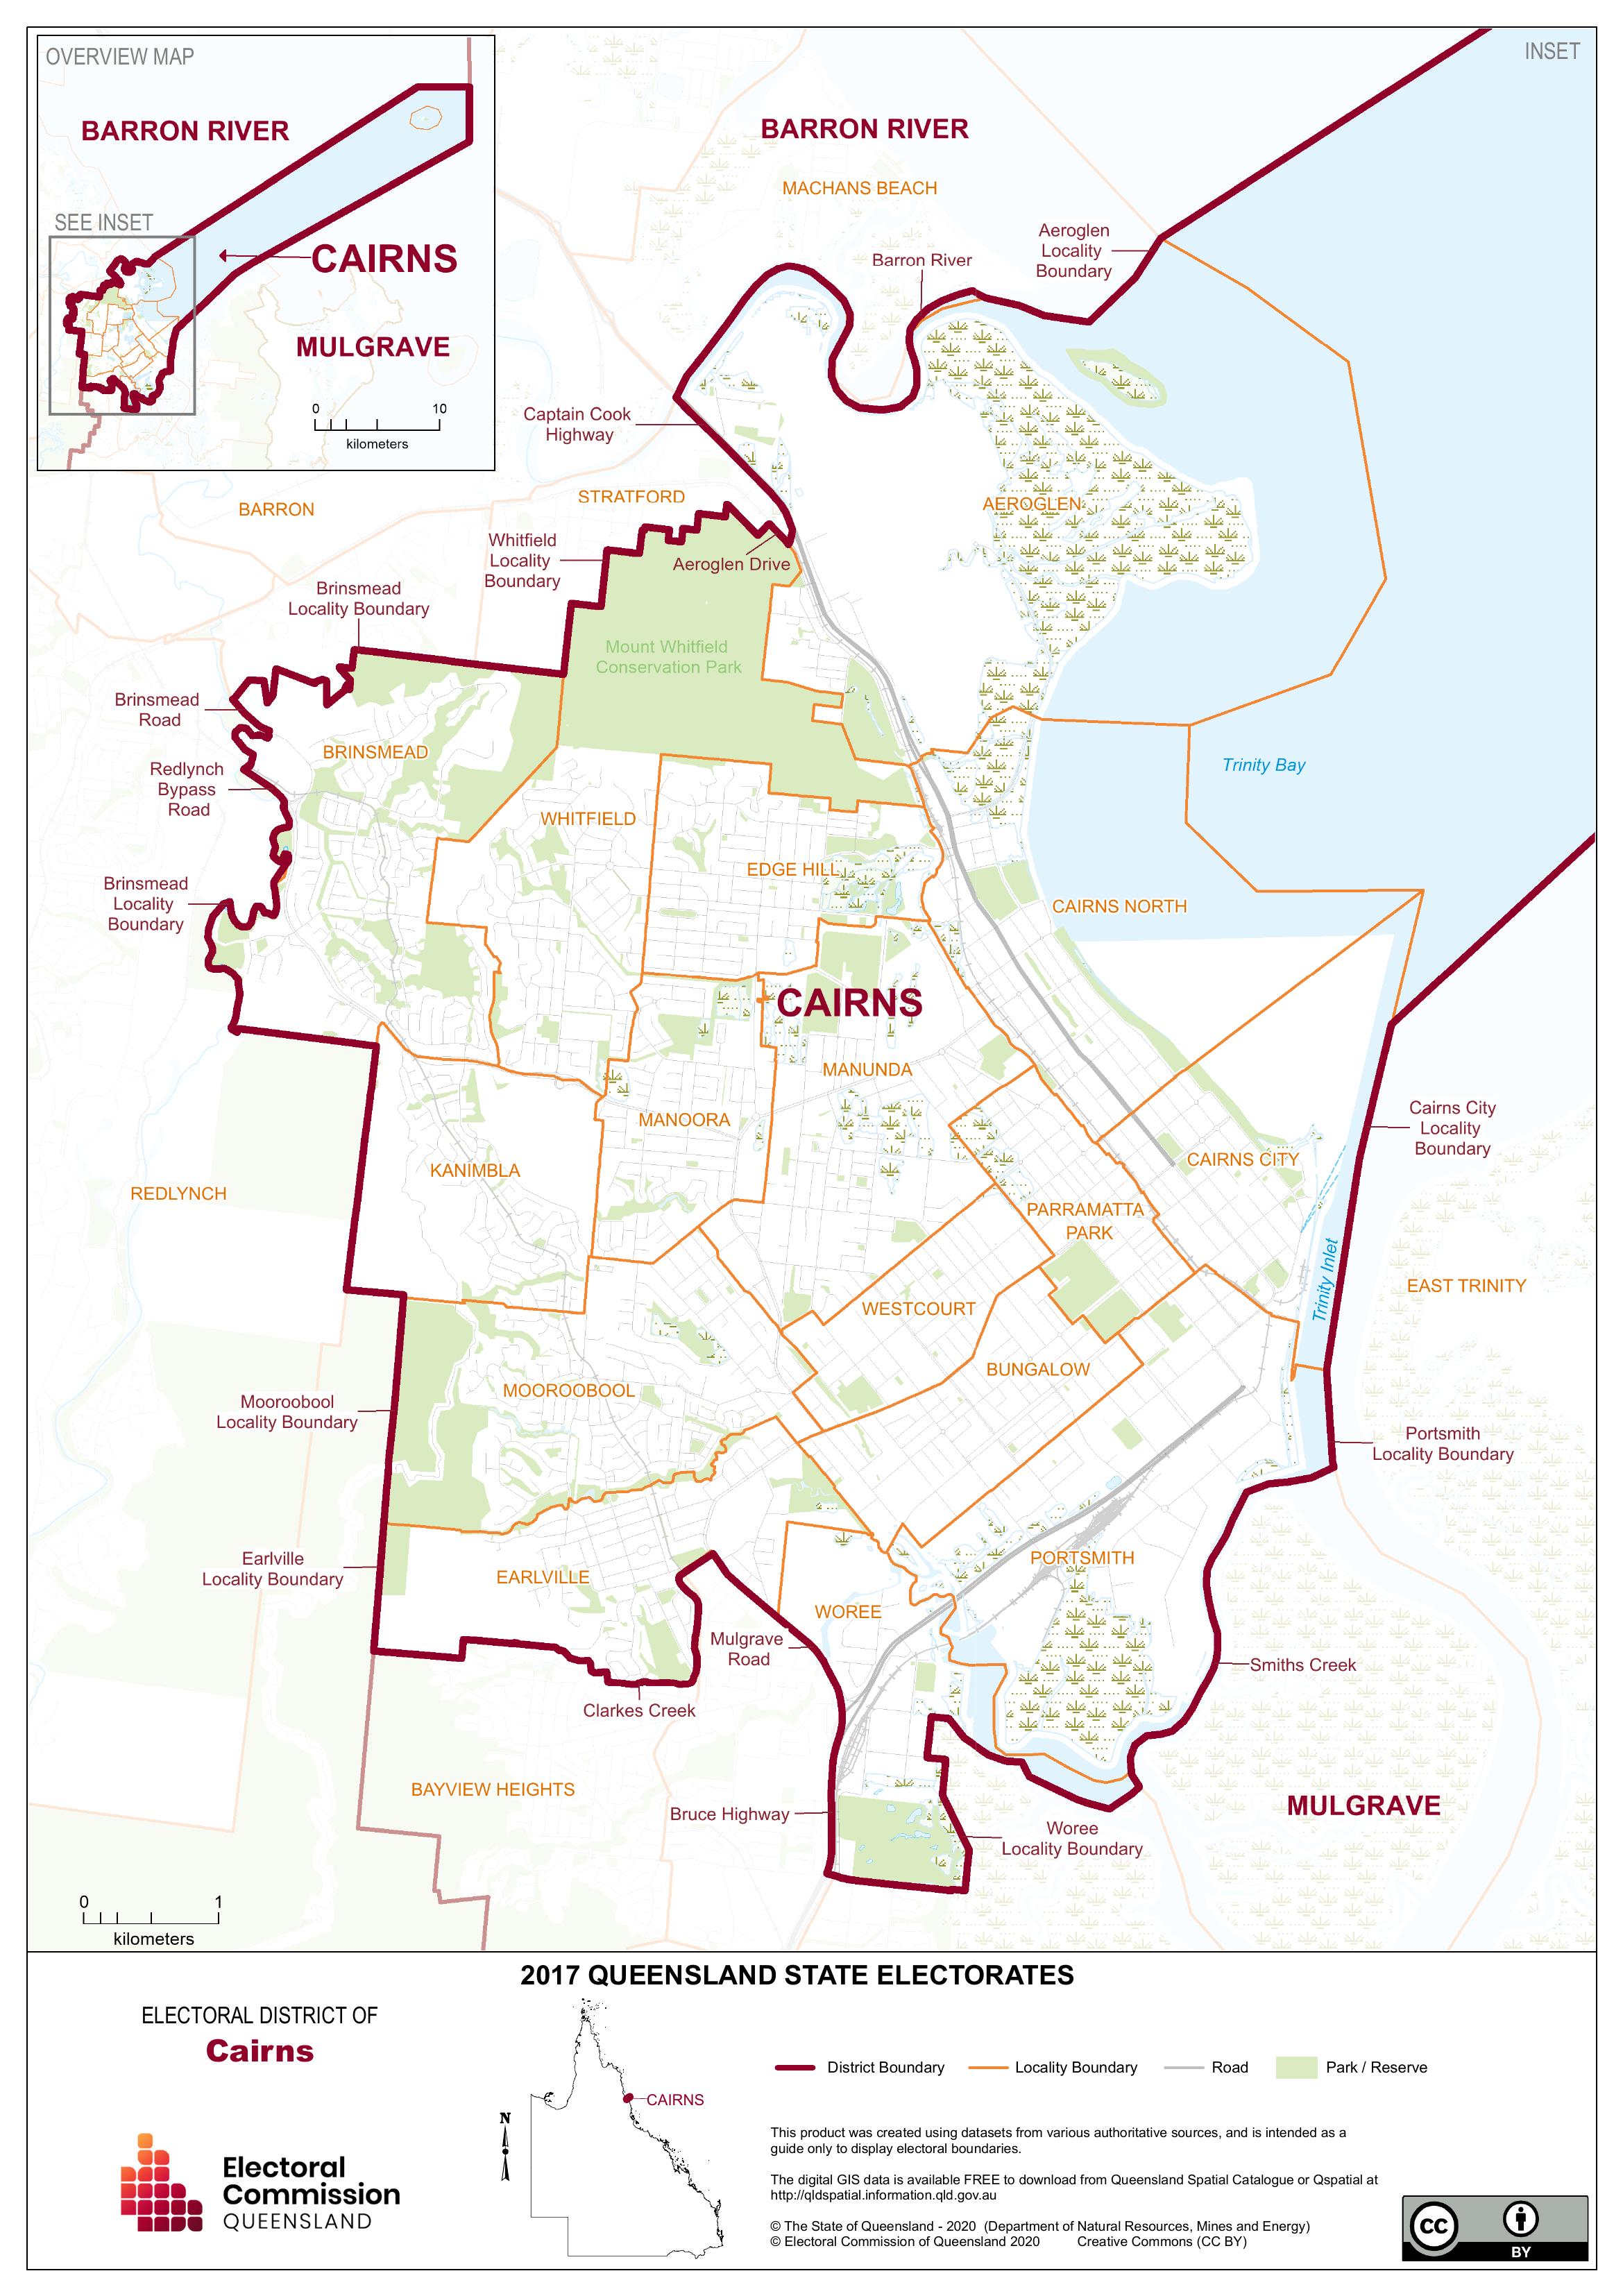 OVERVIEW MAP
BARRON RIVER
SEE INSET
CAIRNS
MULGRAVE
0 10
kilometers
INSET
BARRON RIVER
MACHANS BEACH
Aeroglen
Locality
Boundary
Barron River
Captain Cook
Highway
BARRON
STRATFORD
AEROGLEN
Whitfield
Locality
Boundary
Aeroglen Drive
Brinsmead
Locality Boundary
Mount Whitfield
Conservation Park
Brinsmead
Road
BRINSMEAD
Redlynch
Bypass
Road
Trinity Bay
WHITFIELD
EDGE HILL
Brinsmead
Locality
Boundary
CAIRNS NORTH
CAIRNS
MANUNDA
MANOORA
Cairns City
Locality
Boundary
KANIMBLA
CAIRNS CITY
REDLYNCH
PARRAMATTA
PARK
Trinity Inlet
EAST TRINITY
WESTCOURT
BUNGALOW
MOOROOBOOL
Mooroobool
Locality Boundary
Portsmith
Locality Boundary
Earlville
Locality Boundary
EARLVILLE
PORTSMITH
WOREE
Mulgrave
Road
Smiths Creek
Clarkes Creek
BAYVIEW HEIGHTS
Bruce Highway
MULGRAVE
Woree
Locality Boundary
0 1
kilometers
2017 QUEENSLAND STATE ELECTORATES
ELECTORAL DISTRICT OF
Cairns
CAIRNS
N
District Boundary Locality Boundary Road Park / Reserve
This product was created using datasets from various authoritative sources, and is intended as a
guide only to display electoral boundaries.
The digital GIS data is available FREE to download from Queensland Spatial Catalogue or Qspatial at
http://qldspatial.information.qld.gov.au
© The State of Queensland - 2020 (Department of Natural Resources, Mines and Energy)
© Electoral Commission of Queensland 2020 Creative Commons (CC BY)
Electoral
Commission
QUEENSLAND
cc
BY